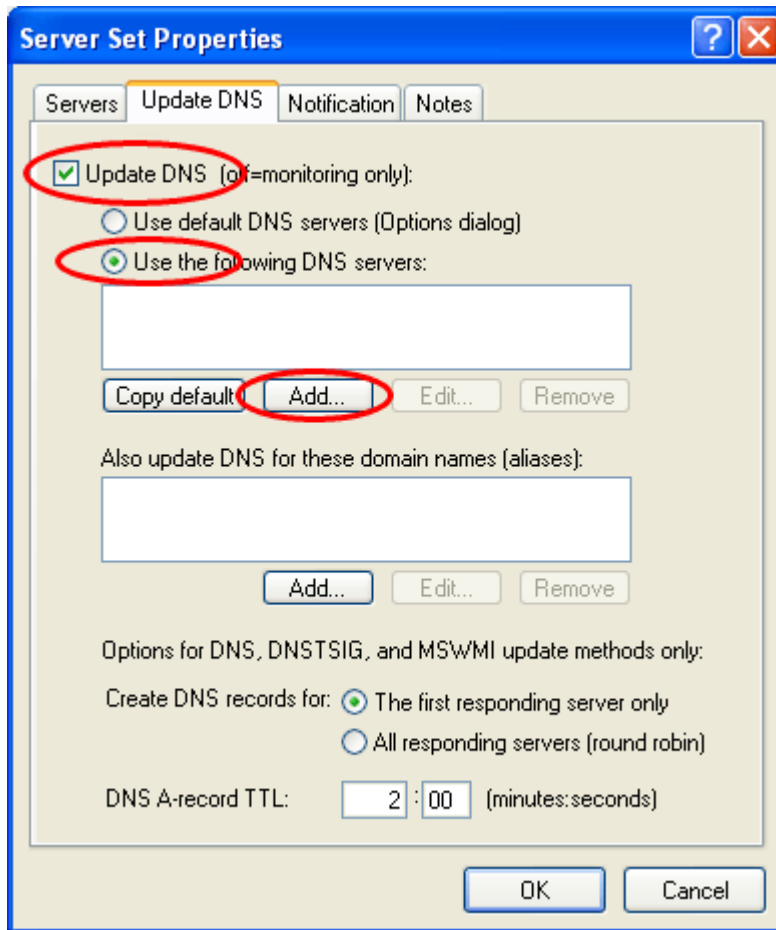 Server Set Properties
Servers Update DNS Notification Notes
Update DNS (off=monitoring only):
Use default DNS servers (Options dialog)
Use the following DNS servers:
Copy default Add... Edit... Remove
Also update DNS for these domain names (aliases):
Add... Edit... Remove
Options for DNS, DNSTSIG, and MSWMI update methods only:
Create DNS records for: The first responding server only
All responding servers (round robin)
DNS A-record TTL: 2 : 00 (minutes:seconds)
OK Cancel